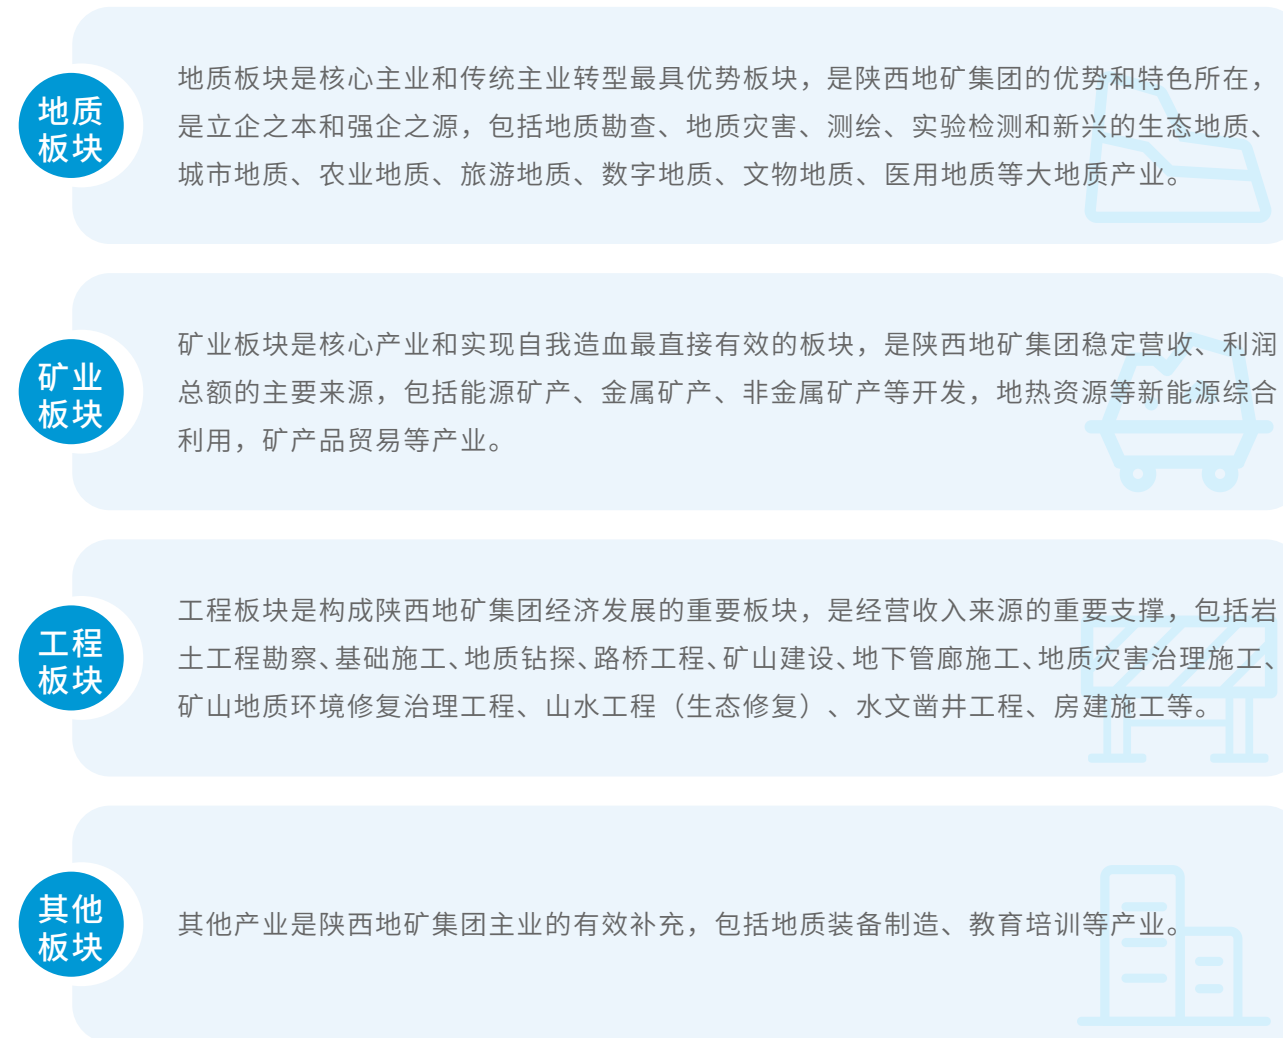 地质
板块
地质板块是核心主业和传统主业转型最具优势板块，是陕西地矿集团的优势和特色所在，
是立企之本和强企之源，包括地质勘查、地质灾害、测绘、实验检测和新兴的生态地质、
城市地质、农业地质、旅游地质、数字地质、文物地质、医用地质等大地质产业。
矿业
板块
矿业板块是核心产业和实现自我造血最直接有效的板块，是陕西地矿集团稳定营收、利润
总额的主要来源，包括能源矿产、金属矿产、非金属矿产等开发，地热资源等新能源综合
利用，矿产品贸易等产业。
工程
板块
工程板块是构成陕西地矿集团经济发展的重要板块，是经营收入来源的重要支撑，包括岩
土工程勘察、基础施工、地质钻探、路桥工程、矿山建设、地下管廊施工、地质灾害治理施工、
矿山地质环境修复治理工程、山水工程（生态修复）、水文凿井工程、房建施工等。
其他
板块
其他产业是陕西地矿集团主业的有效补充，包括地质装备制造、教育培训等产业。